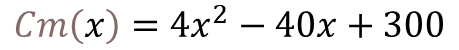 Cm(x) = 4x² − 40x + 300